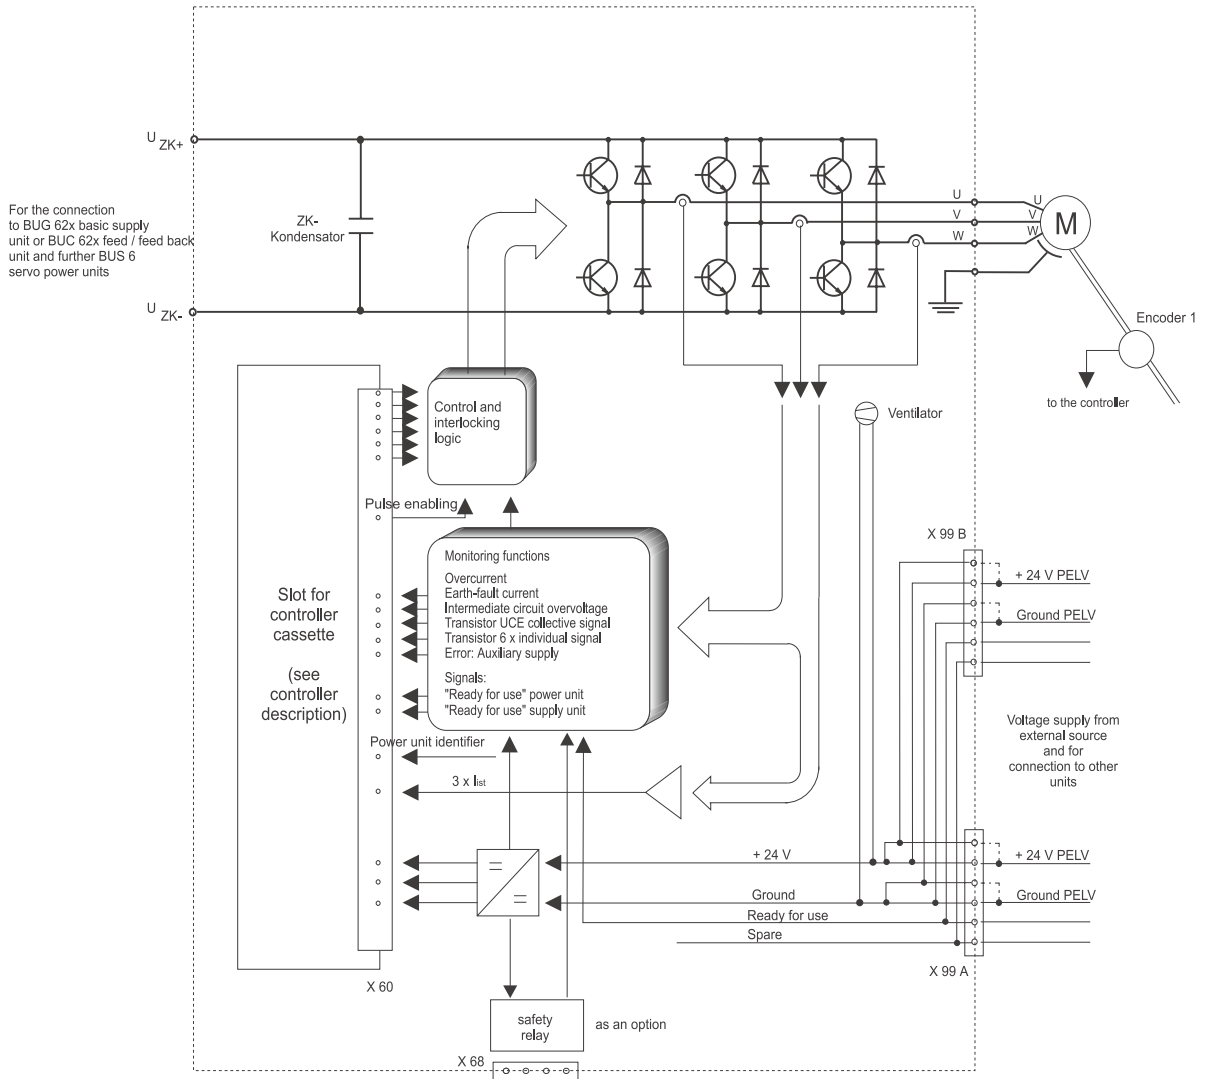 U ZK+
For the connection
to BUG 62x basic supply
unit or BUC 62x feed / feed back
unit and further BUS 6
servo power units
ZK-
Kondensator
U ZK-
U
V
W
U
V
W
M
Encoder 1
to the controller
Control and
interlocking
logic
Ventilator
Pulse enabling
X 99 B
Monitoring functions
Overcurrent
Earth-fault current
Intermediate circuit overvoltage
Transistor UCE collective signal
Transistor 6 x individual signal
Error: Auxiliary supply
Signals:
"Ready for use" power unit
"Ready for use" supply unit
+ 24 V PELV
Ground PELV
Slot for
controller
cassette
(see
controller
description)
Voltage supply from
external source
and for
connection to other
units
Power unit identifier
3 x Iist
+ 24 V
+ 24 V PELV
Ground
Ground PELV
Ready for use
Spare
X 99 A
X 60
safety
relay
as an option
X 68